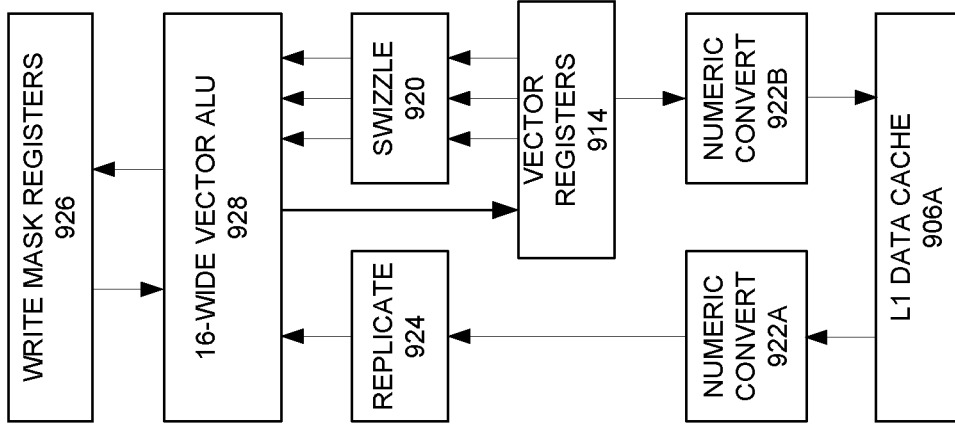 WRITE MASK REGISTERS
926
16-WIDE VECTOR ALU
928
REPLICATE
924
SWIZZLE
920
VECTOR
REGISTERS
914
NUMERIC
CONVERT
922A
NUMERIC
CONVERT
922B
L1 DATA CACHE
906A